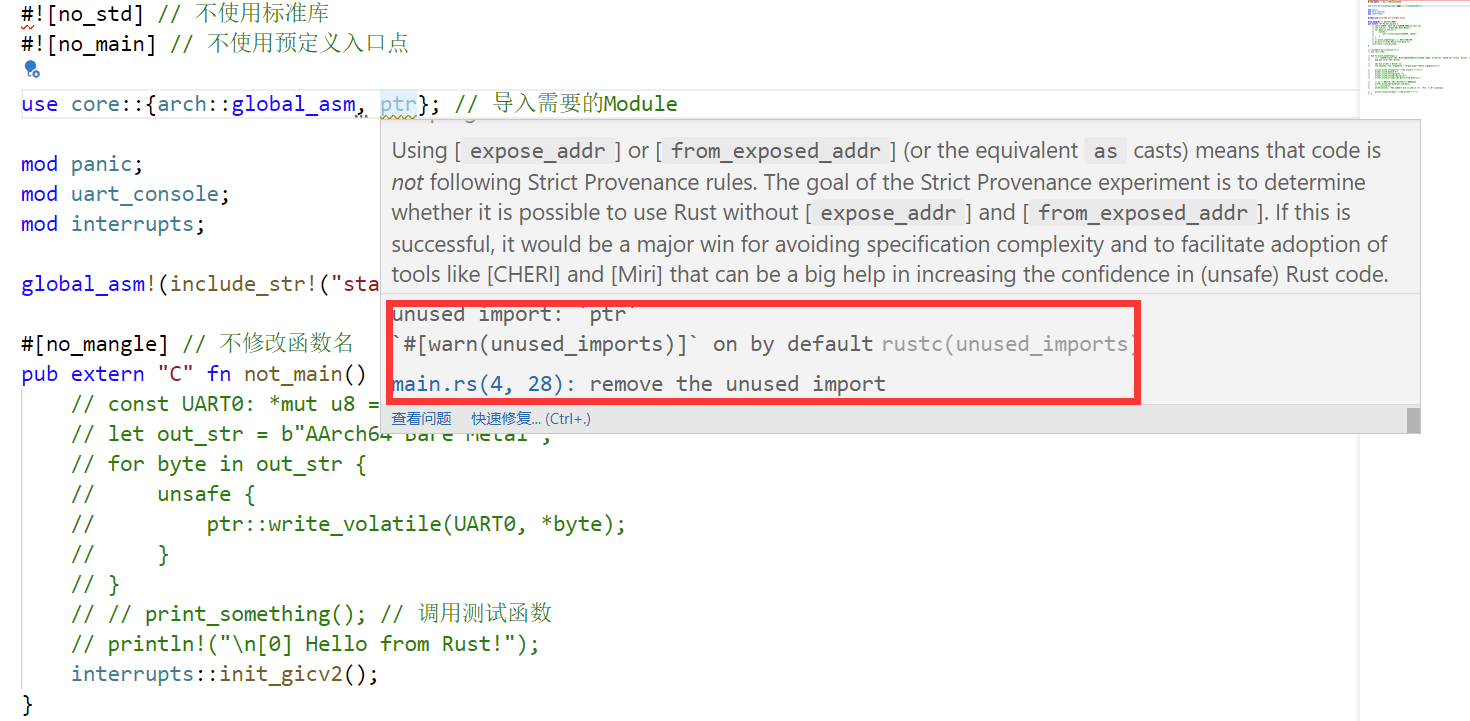 #![no_std] // 不使用标准库
#![no_main] // 不使用预定义入口点
use core::{arch::global_asm, ptr}; // 导入需要的Module
Using [ expose_addr ] or [ from_exposed_addr ] (or the equivalent as casts) means that code is
mod panic;
not following Strict Provenance rules. The goal of the Strict Provenance experiment is to determine
mod uart_console;
whether it is possible to use Rust without [ expose_addr ] and [ from_exposed_addr ]. If this is
mod interrupts;
successful, it would be a major win for avoiding specification complexity and to facilitate adoption of
tools like [CHERI] and [Miri] that can be a big help in increasing the confidence in (unsafe) Rust code.
global_asm!(include_str!("sta
unused import: `ptr`
`#[warn(unused_imports)]` on by default rustc(unused_imports)
#[no_mangle] // 不修改函数名
pub extern "C" fn not_main()
main.rs(4, 28): remove the unused import
// const UART0: *mut u8 =
查看问题 快速修复... (Ctrl+.)
// let out_str = b"AArch64 Bare Metal";
// for byte in out_str {
// unsafe {
// ptr::write_volatile(UART0, *byte);
// }
// }
// // print_something(); // 调用测试函数
// println!("\n[0] Hello from Rust!");
interrupts::init_gicv2();
}